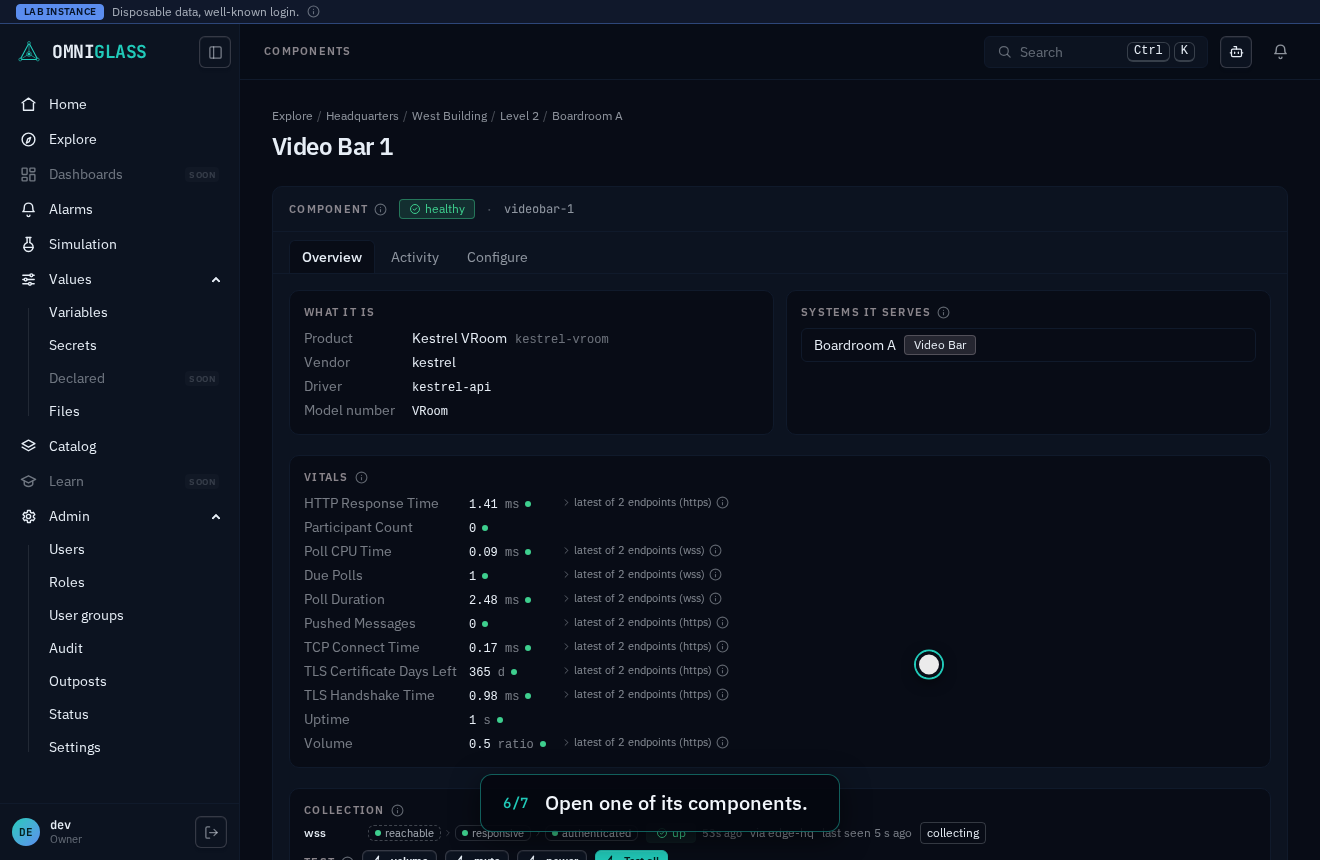 LAB INSTANCE Disposable data, well-known login.
OMNIGLASS
COMPONENTS
Search Ctrl K
Home
Explore
Dashboards SOON
Alarms
Simulation
Values
Variables
Secrets
Declared SOON
Files
Catalog
Learn SOON
Admin
Users
Roles
User groups
Audit
Outposts
Status
Settings
DE dev
Owner
Explore / Headquarters / West Building / Level 2 / Boardroom A
Video Bar 1
COMPONENT healthy · videobar-1
Overview Activity Configure
WHAT IT IS
Product Kestrel VRoom kestrel-vroom
Vendor kestrel
Driver kestrel-api
Model number VRoom
SYSTEMS IT SERVES
Boardroom A Video Bar
VITALS
HTTP Response Time 1.41 ms latest of 2 endpoints (https)
Participant Count 0
Poll CPU Time 0.09 ms latest of 2 endpoints (wss)
Due Polls 1 latest of 2 endpoints (wss)
Poll Duration 2.48 ms latest of 2 endpoints (wss)
Pushed Messages 0 latest of 2 endpoints (https)
TCP Connect Time 0.17 ms latest of 2 endpoints (https)
TLS Certificate Days Left 365 d latest of 2 endpoints (https)
TLS Handshake Time 0.98 ms latest of 2 endpoints (https)
Uptime 1 s
Volume 0.5 ratio latest of 2 endpoints (https)
6/7 Open one of its components.
COLLECTION
wss reachable responsive authenticated up 53s ago via edge-hq last seen 5 s ago collecting
TEST volume mute power Test all